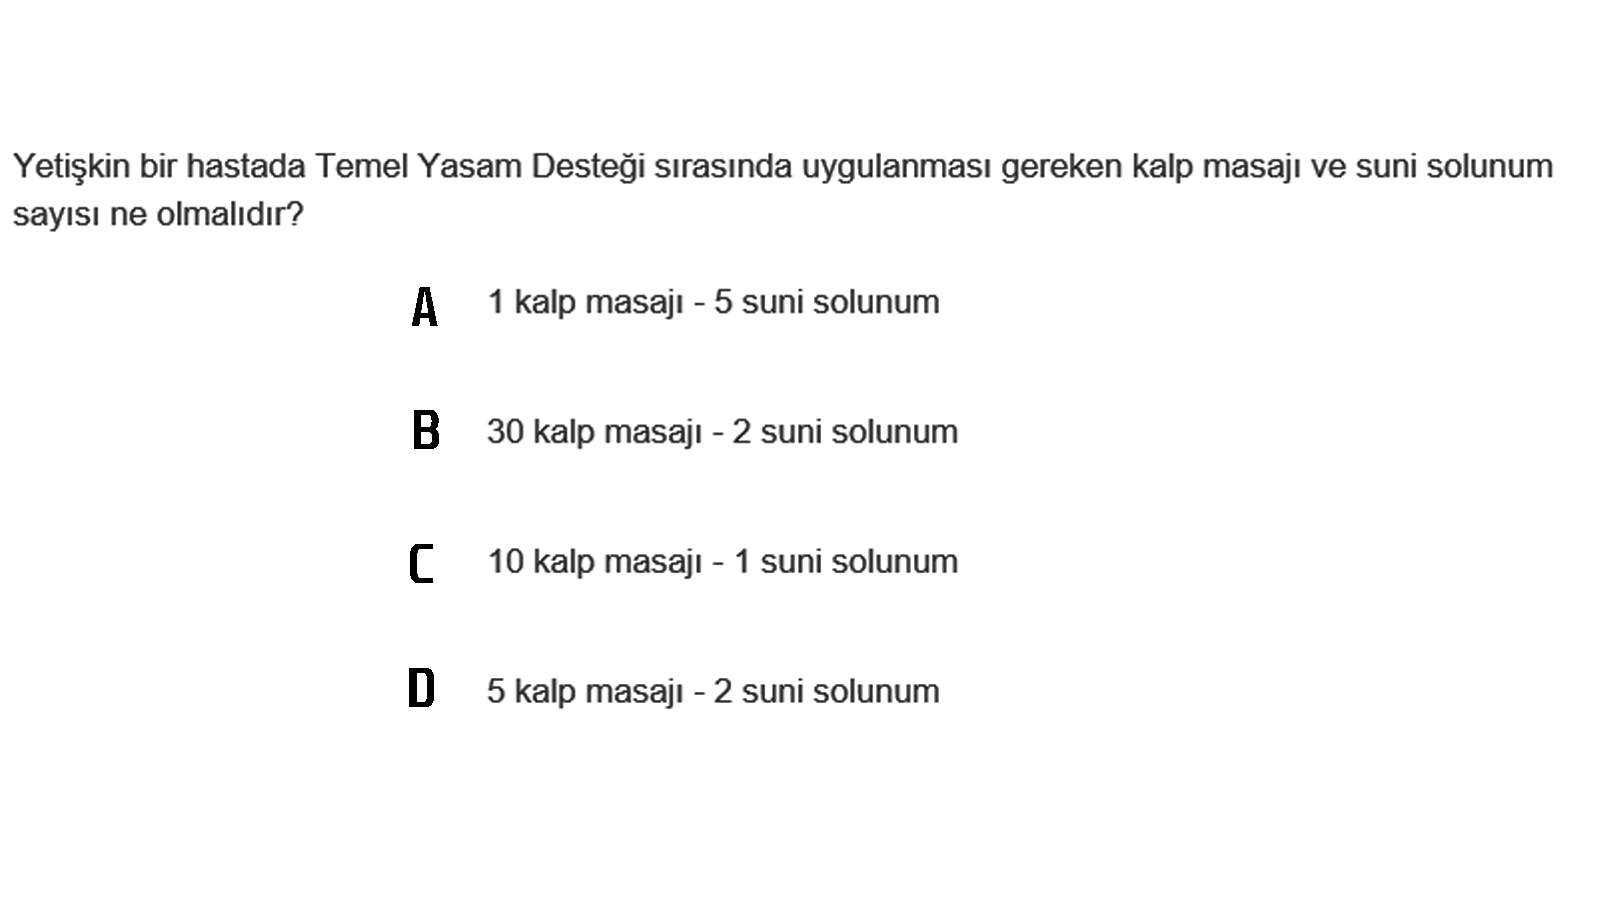 Yetişkin bir hastada Temel Yasam Desteği sırasında uygulanması gereken kalp masajı ve suni solunum
sayısı ne olmalıdır?
A 1 kalp masajı - 5 suni solunum
B 30 kalp masajı - 2 suni solunum
C 10 kalp masajı - 1 suni solunum
D 5 kalp masajı - 2 suni solunum